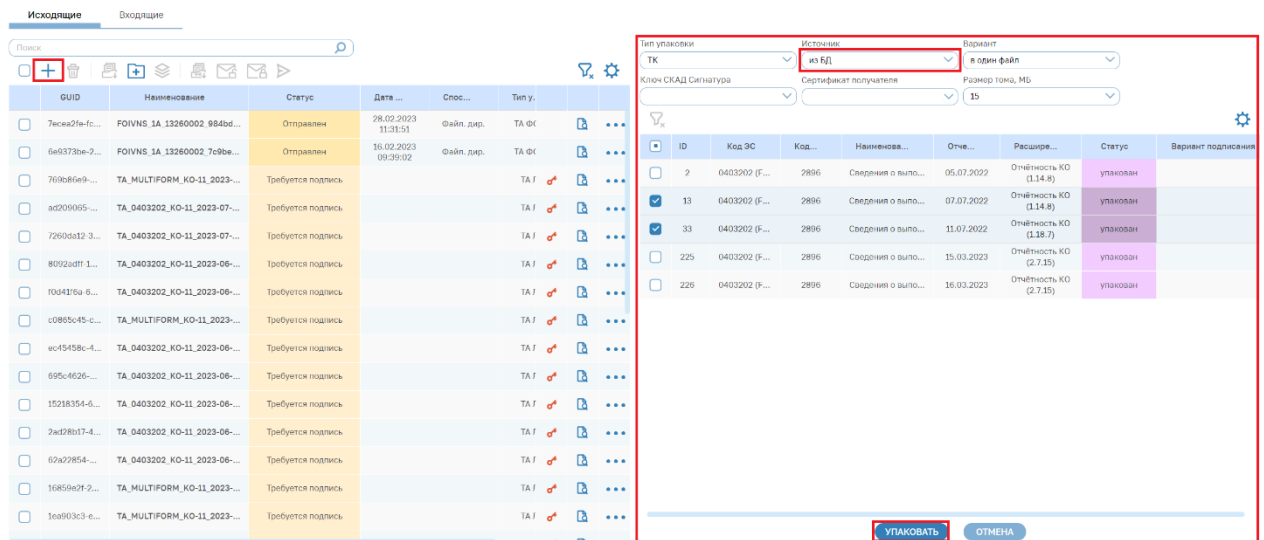 Исходящие Входящие
Поиск
GUID Наименование Статус Дата ... Спос... Тип у.
7ecea2fe-fc... FOIVNS_1A_13260002_984bd... Отправлен 28.02.2023 11:31:51 Файл. дир. ТА Ф(
6e9373be-2... FOIVNS_1A_13260002_7c9be... Отправлен 16.02.2023 09:39:02 Файл. дир. ТА Ф(
769b86e9-... TA_MULTIFORM_KO-11_2023-... Требуется подпись
ad209065-... TA_0403202_KO-11_2023-07-... Требуется подпись
7260da12-3... TA_0403202_KO-11_2023-07-... Требуется подпись
8092adff-1... TA_0403202_KO-11_2023-06-... Требуется подпись
f0d41f6a-6... TA_0403202_KO-11_2023-06-... Требуется подпись
c0865c45-c... TA_MULTIFORM_KO-11_2023-... Требуется подпись
ec45458c-4... TA_0403202_KO-11_2023-06-... Требуется подпись
695c4626-... TA_0403202_KO-11_2023-06-... Требуется подпись
15218354-6... TA_0403202_KO-11_2023-06-... Требуется подпись
2ad28b17-4... TA_0403202_KO-11_2023-06-... Требуется подпись
62a22854-... TA_0403202_KO-11_2023-06-... Требуется подпись
16859e2f-2... TA_MULTIFORM_KO-11_2023-... Требуется подпись
1ea903c3-e... TA_MULTIFORM_KO-11_2023-... Требуется подпись
Тип упаковки Источник Вариант
ТК из БД в один файл
Ключ СКАД Сигнатура Сертификат получателя Размер тома, МБ
15
ID Код ЭС Код... Наименова... Отче... Расшире... Статус Вариант подписания
2 0403202 (F... 2896 Сведения о выпо... 05.07.2022 Отчётность КО (1.14.8) упакован
13 0403202 (F... 2896 Сведения о выпо... 07.07.2022 Отчётность КО (1.14.8) упакован
33 0403202 (F... 2896 Сведения о выпо... 11.07.2022 Отчётность КО (1.18.7) упакован
225 0403202 (F... 2896 Сведения о выпо... 15.03.2023 Отчётность КО (2.7.15) упакован
226 0403202 (F... 2896 Сведения о выпо... 16.03.2023 Отчётность КО (2.7.15) упакован
УПАКОВАТЬ ОТМЕНА